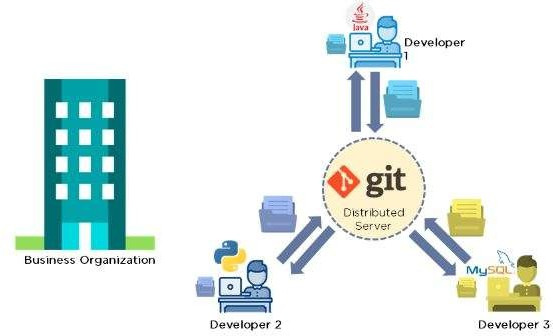 Java
Developer
1
git
Distributed
Server
Business Organization
MySQL
Developer 2
Developer 3